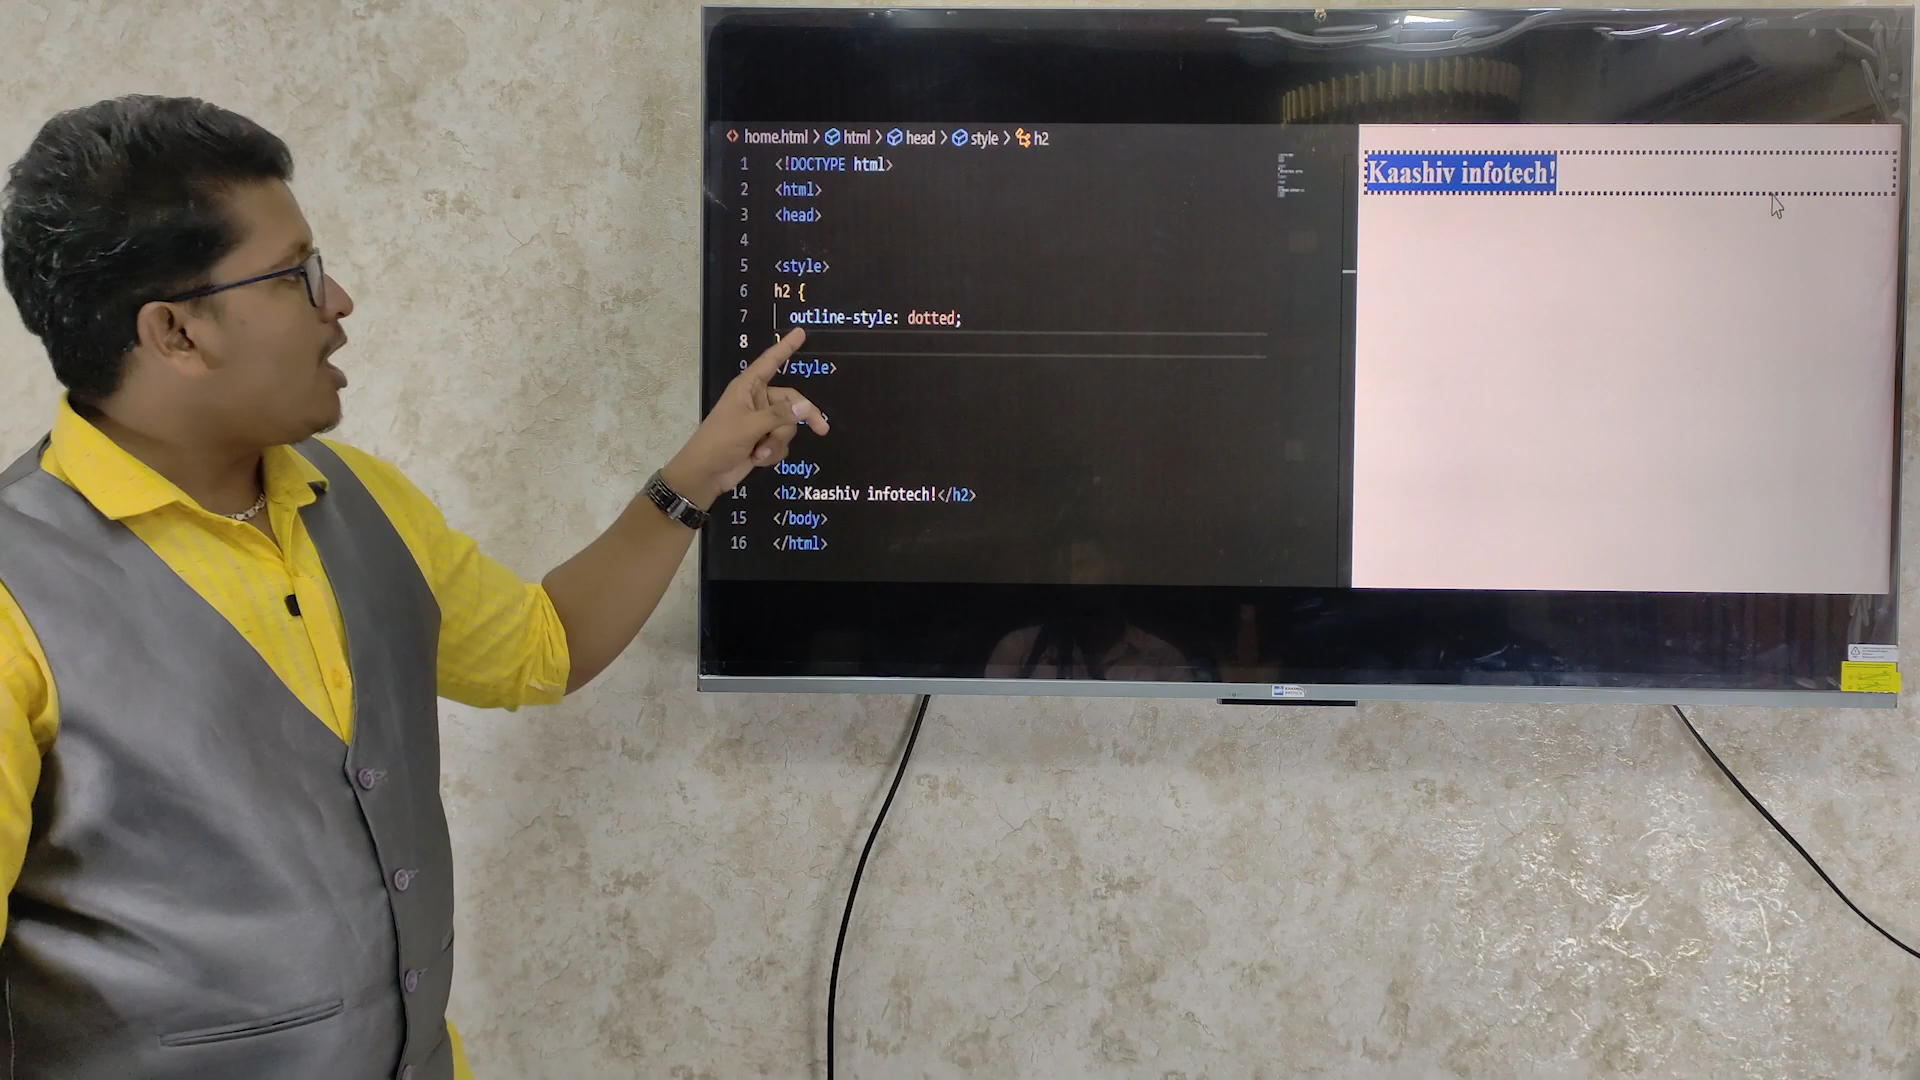 home.html > html > head > style > h2
1 <!DOCTYPE html>
2 <html>
3 <head>
4
5 <style>
6 h2 {
7 outline-style: dotted;
8
9 </style>
<body>
14 <h2>Kaashiv infotech!</h2>
15 </body>
16 </html>
Kaashiv infotech!